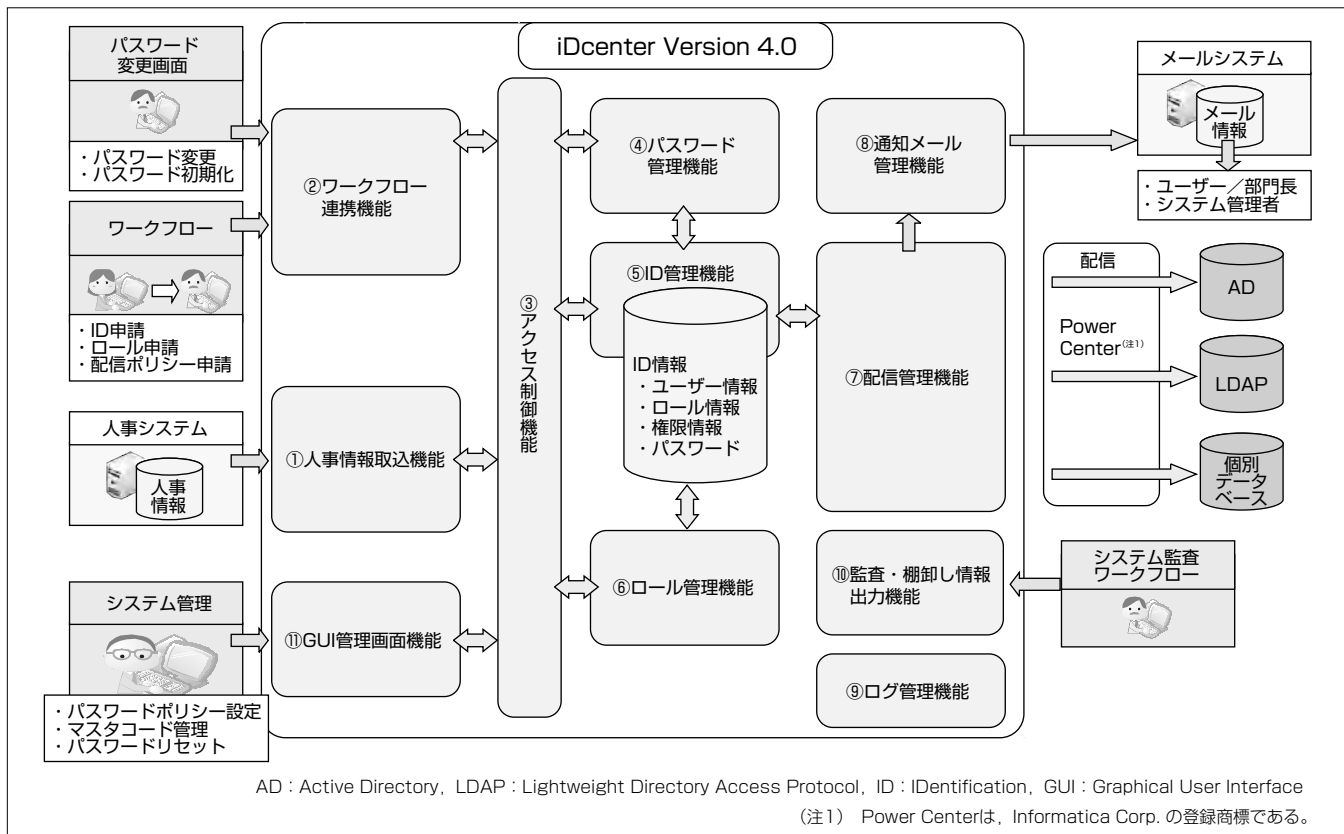 iDcenter Version 4.0
パスワード
変更画面
・パスワード変更
・パスワード初期化
ワークフロー
・ID申請
・ロール申請
・配信ポリシー申請
人事システム
人事
情報
システム管理
・パスワードポリシー設定
・マスタコード管理
・パスワードリセット
②ワークフロー
連携機能
①人事情報取込機能
⑪GUI管理画面機能
③アクセス制御機能
④パスワード
管理機能
⑤ID管理機能
ID情報
・ユーザー情報
・ロール情報
・権限情報
・パスワード
⑥ロール管理機能
⑧通知メール
管理機能
⑦配信管理機能
⑩監査・棚卸し情報
出力機能
⑨ログ管理機能
メールシステム
メール
情報
・ユーザー／部門長
・システム管理者
配信
Power
Center(注1)
AD
LDAP
個別
データ
ベース
システム監査
ワークフロー
AD：Active Directory，LDAP：Lightweight Directory Access Protocol，ID：IDentification，GUI：Graphical User Interface
（注1） Power Centerは，Informatica Corp. の登録商標である。